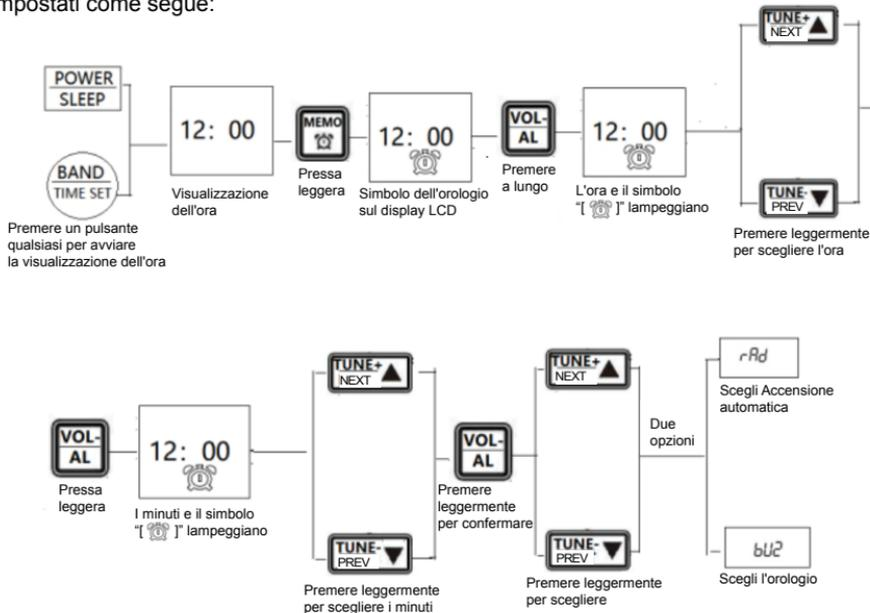 mpostati come segue:
POWER
SLEEP
BAND
TIME SET
Premere un pulsante
qualsiasi per avviare
la visualizzazione dell'ora
12: 00
Visualizzazione
dell'ora
MEMO
Pressa
leggera
12: 00
Simbolo dell'orologio
sul display LCD
VOL-
AL
Premere
a lungo
12: 00
L'ora e il simbolo
"[ ]" lampeggiano
TUNE+
NEXT
TUNE-
PREV
Premere leggermente
per scegliere l'ora
VOL-
AL
Pressa
leggera
12: 00
I minuti e il simbolo
"[ ]" lampeggiano
TUNE+
NEXT
TUNE-
PREV
Premere leggermente
per scegliere i minuti
VOL-
AL
Premere
leggermente
per confermare
TUNE+
NEXT
TUNE-
PREV
Premere leggermente
per scegliere
Due
opzioni
rAd
Scegli Accensione
automatica
bUZ
Scegli l'orologio